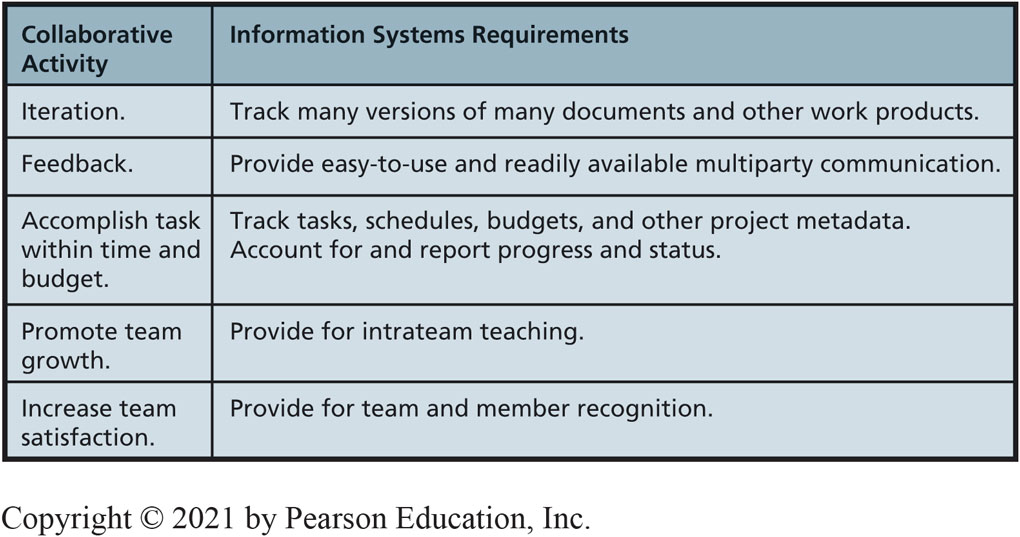 Collaborative Activity | Information Systems Requirements
Iteration. | Track many versions of many documents and other work products.
Feedback. | Provide easy-to-use and readily available multiparty communication.
Accomplish task within time and budget. | Track tasks, schedules, budgets, and other project metadata. Account for and report progress and status.
Promote team growth. | Provide for intrateam teaching.
Increase team satisfaction. | Provide for team and member recognition.
Copyright © 2021 by Pearson Education, Inc.